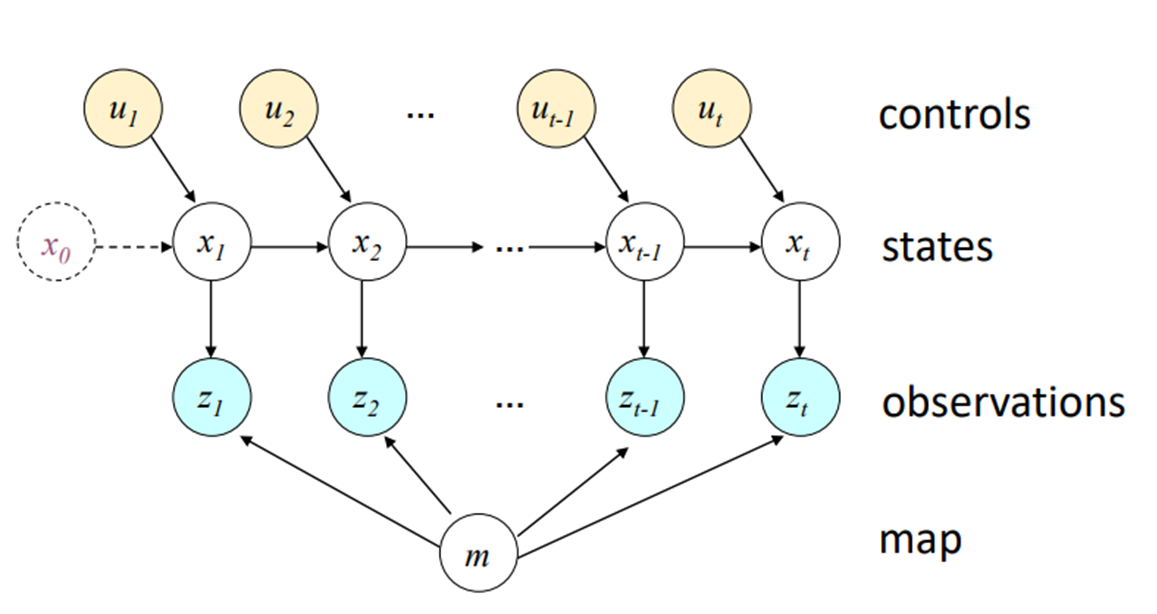 u1 u2 ... ut-1 ut controls
x0 x1 x2 ... xt-1 xt states
z1 z2 ... zt-1 zt observations
m map